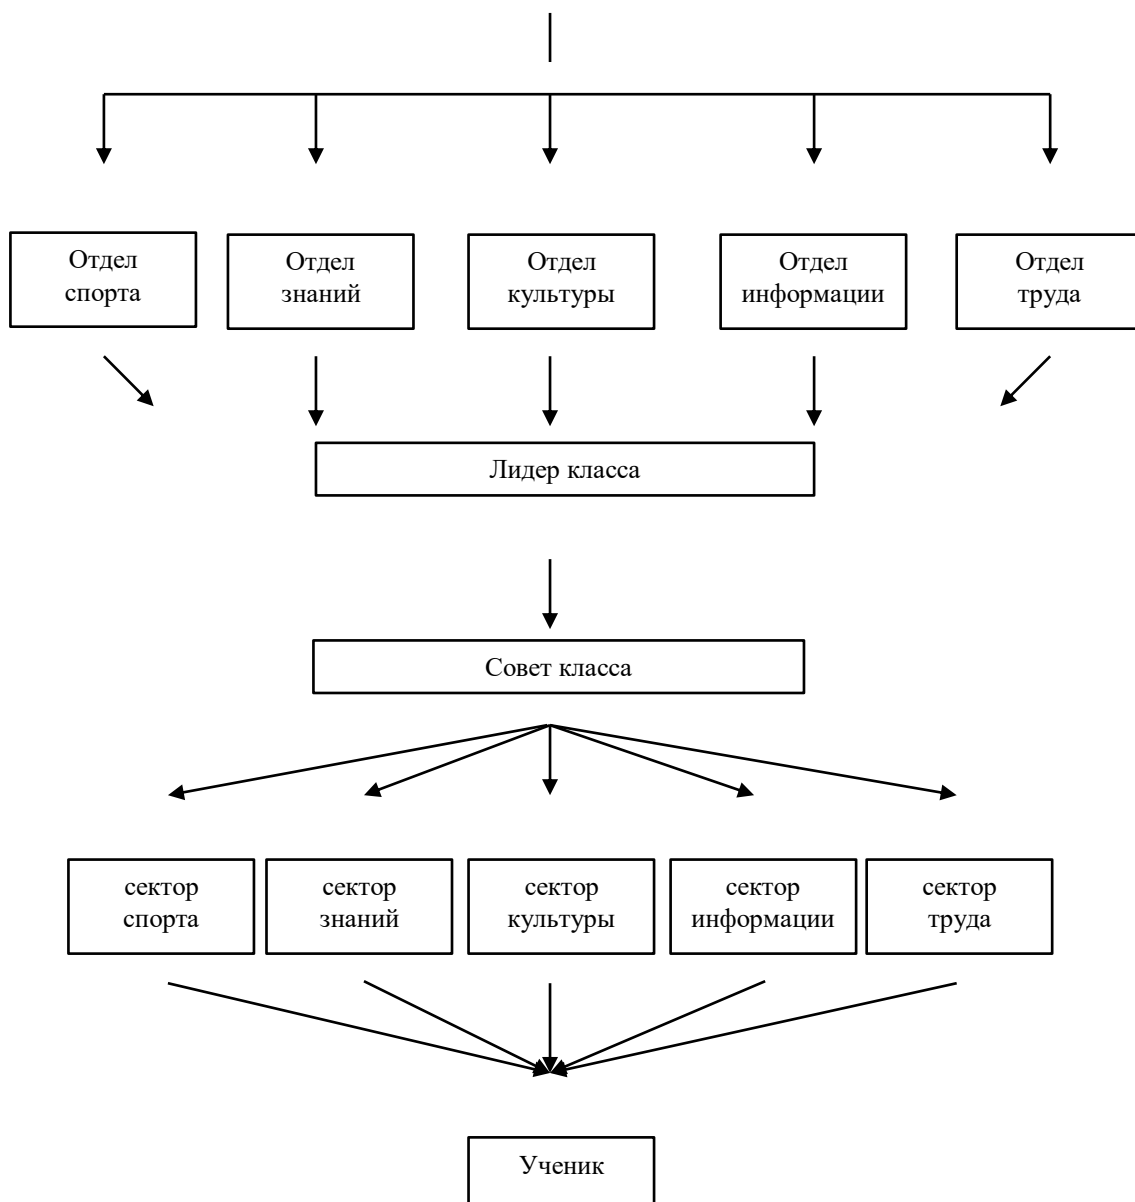 Отдел
спорта
Отдел
знаний
Отдел
культуры
Отдел
информации
Отдел
труда
Лидер класса
Совет класса
сектор
спорта
сектор
знаний
сектор
культуры
сектор
информации
сектор
труда
Ученик